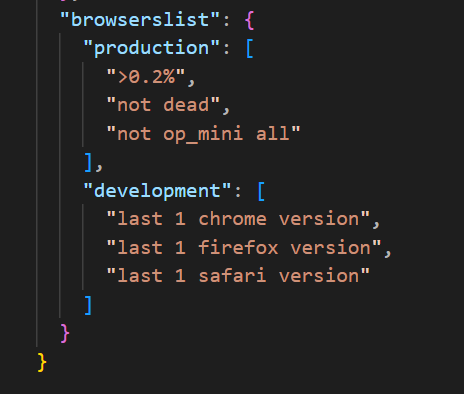 "browserslist": {
"production": [
">0.2%",
"not dead",
"not op_mini all"
],
"development": [
"last 1 chrome version",
"last 1 firefox version",
"last 1 safari version"
]
}
}